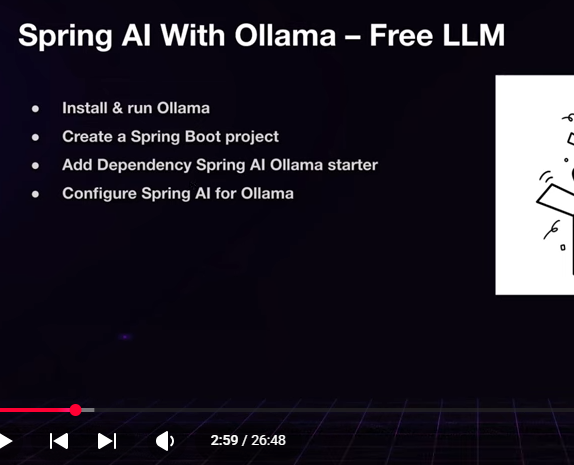 Spring AI With Ollama – Free LLM
● Install & run Ollama
● Create a Spring Boot project
● Add Dependency Spring AI Ollama starter
● Configure Spring AI for Ollama
2:59 / 26:48